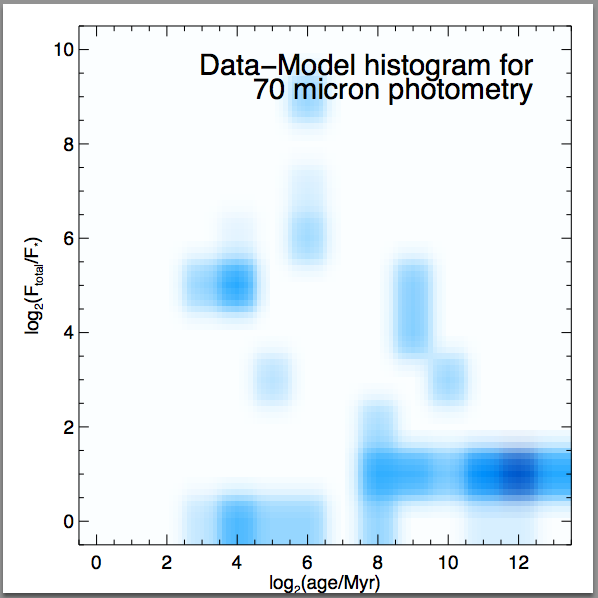 Data−Model histogram for
70 micron photometry
10
8
6
4
2
0
log₂(F_total/F_*)
0 2 4 6 8 10 12
log₂(age/Myr)